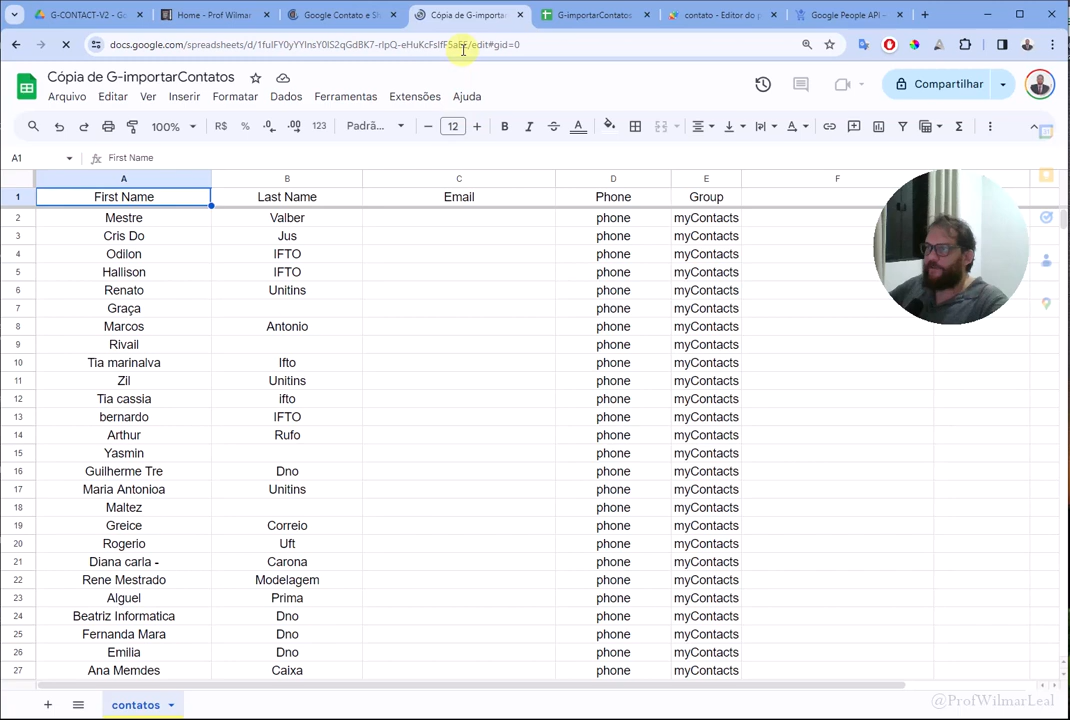 G-CONTACT-V2 - G
Home - Prof Wilmar
Google Contato e S
Cópia de G-importar
G-importarContatos
contato - Editor do p
Google People API -
docs.google.com/spreadsheets/d/
/edit#gid=0
Cópia de G-importarContatos
Compartilhar
Arquivo Editar Ver Inserir Formatar Dados Ferramentas Extensões Ajuda
100% R$ % .0 .00 123 Padrã... 12 B I A
A1 fx First Name
A B C D E F
1 First Name Last Name Email Phone Group
2 Mestre Valber phone myContacts
3 Cris Do Jus phone myContacts
4 Odilon IFTO phone myContacts
5 Hallison IFTO phone myContacts
6 Renato Unitins phone myContacts
7 Graça phone myContacts
8 Marcos Antonio phone myContacts
9 Rivail phone myContacts
10 Tia marinalva Ifto phone myContacts
11 Zil Unitins phone myContacts
12 Tia cassia ifto phone myContacts
13 bernardo IFTO phone myContacts
14 Arthur Rufo phone myContacts
15 Yasmin phone myContacts
16 Guilherme Tre Dno phone myContacts
17 Maria Antonioa Unitins phone myContacts
18 Maltez phone myContacts
19 Greice Correio phone myContacts
20 Rogerio Uft phone myContacts
21 Diana carla - Carona phone myContacts
22 Rene Mestrado Modelagem phone myContacts
23 Alguel Prima phone myContacts
24 Beatriz Informatica Dno phone myContacts
25 Fernanda Mara Dno phone myContacts
26 Emilia Dno phone myContacts
27 Ana Memdes Caixa phone myContacts
contatos
@ProfWilmarLeal